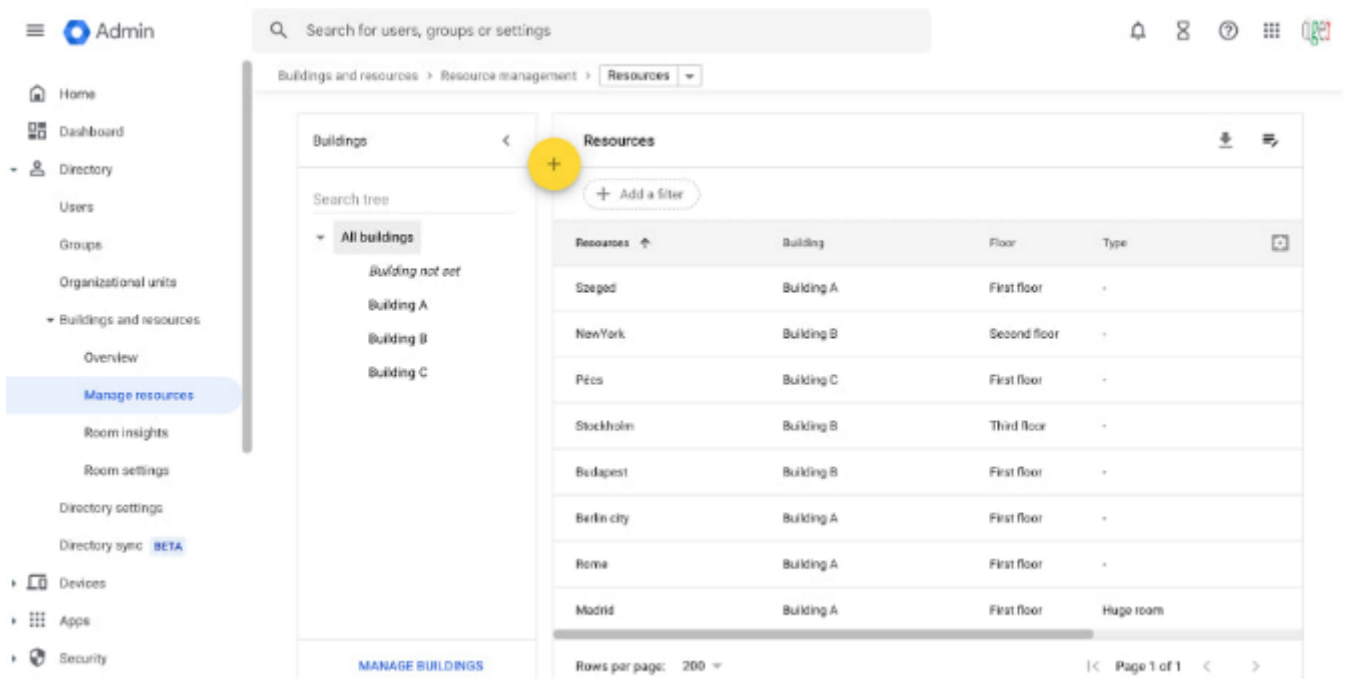 Admin
Search for users, groups or settings
Buildings and resources > Resource management > Resources
Home
Dashboard
Directory
Users
Groups
Organizational units
Buildings and resources
Overview
Manage resources
Room insights
Room settings
Directory settings
Directory sync BETA
Devices
Apps
Security
Buildings
Search tree
All buildings
Building not set
Building A
Building B
Building C
MANAGE BUILDINGS
Resources
+ Add a filter
Resources Building Floor Type
Szeged Building A First floor -
NewYork Building B Second floor -
Pécs Building C First floor -
Stockholm Building B Third floor -
Budapest Building B First floor -
Berlin city Building A First floor -
Rome Building A First floor -
Madrid Building A First floor Huge room
Rows per page: 200 Page 1 of 1